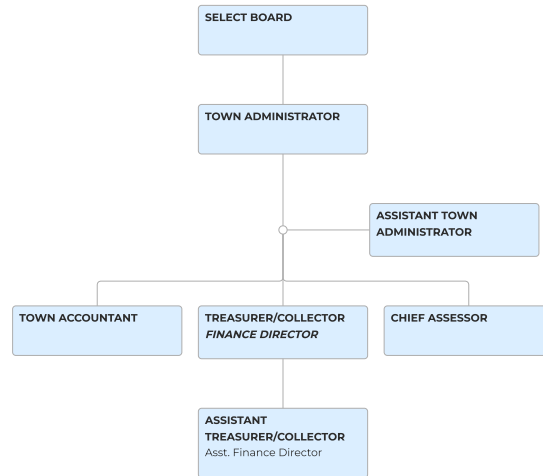 SELECT BOARD
TOWN ADMINISTRATOR
ASSISTANT TOWN
ADMINISTRATOR
TOWN ACCOUNTANT
TREASURER/COLLECTOR
FINANCE DIRECTOR
CHIEF ASSESSOR
ASSISTANT
TREASURER/COLLECTOR
Asst. Finance Director